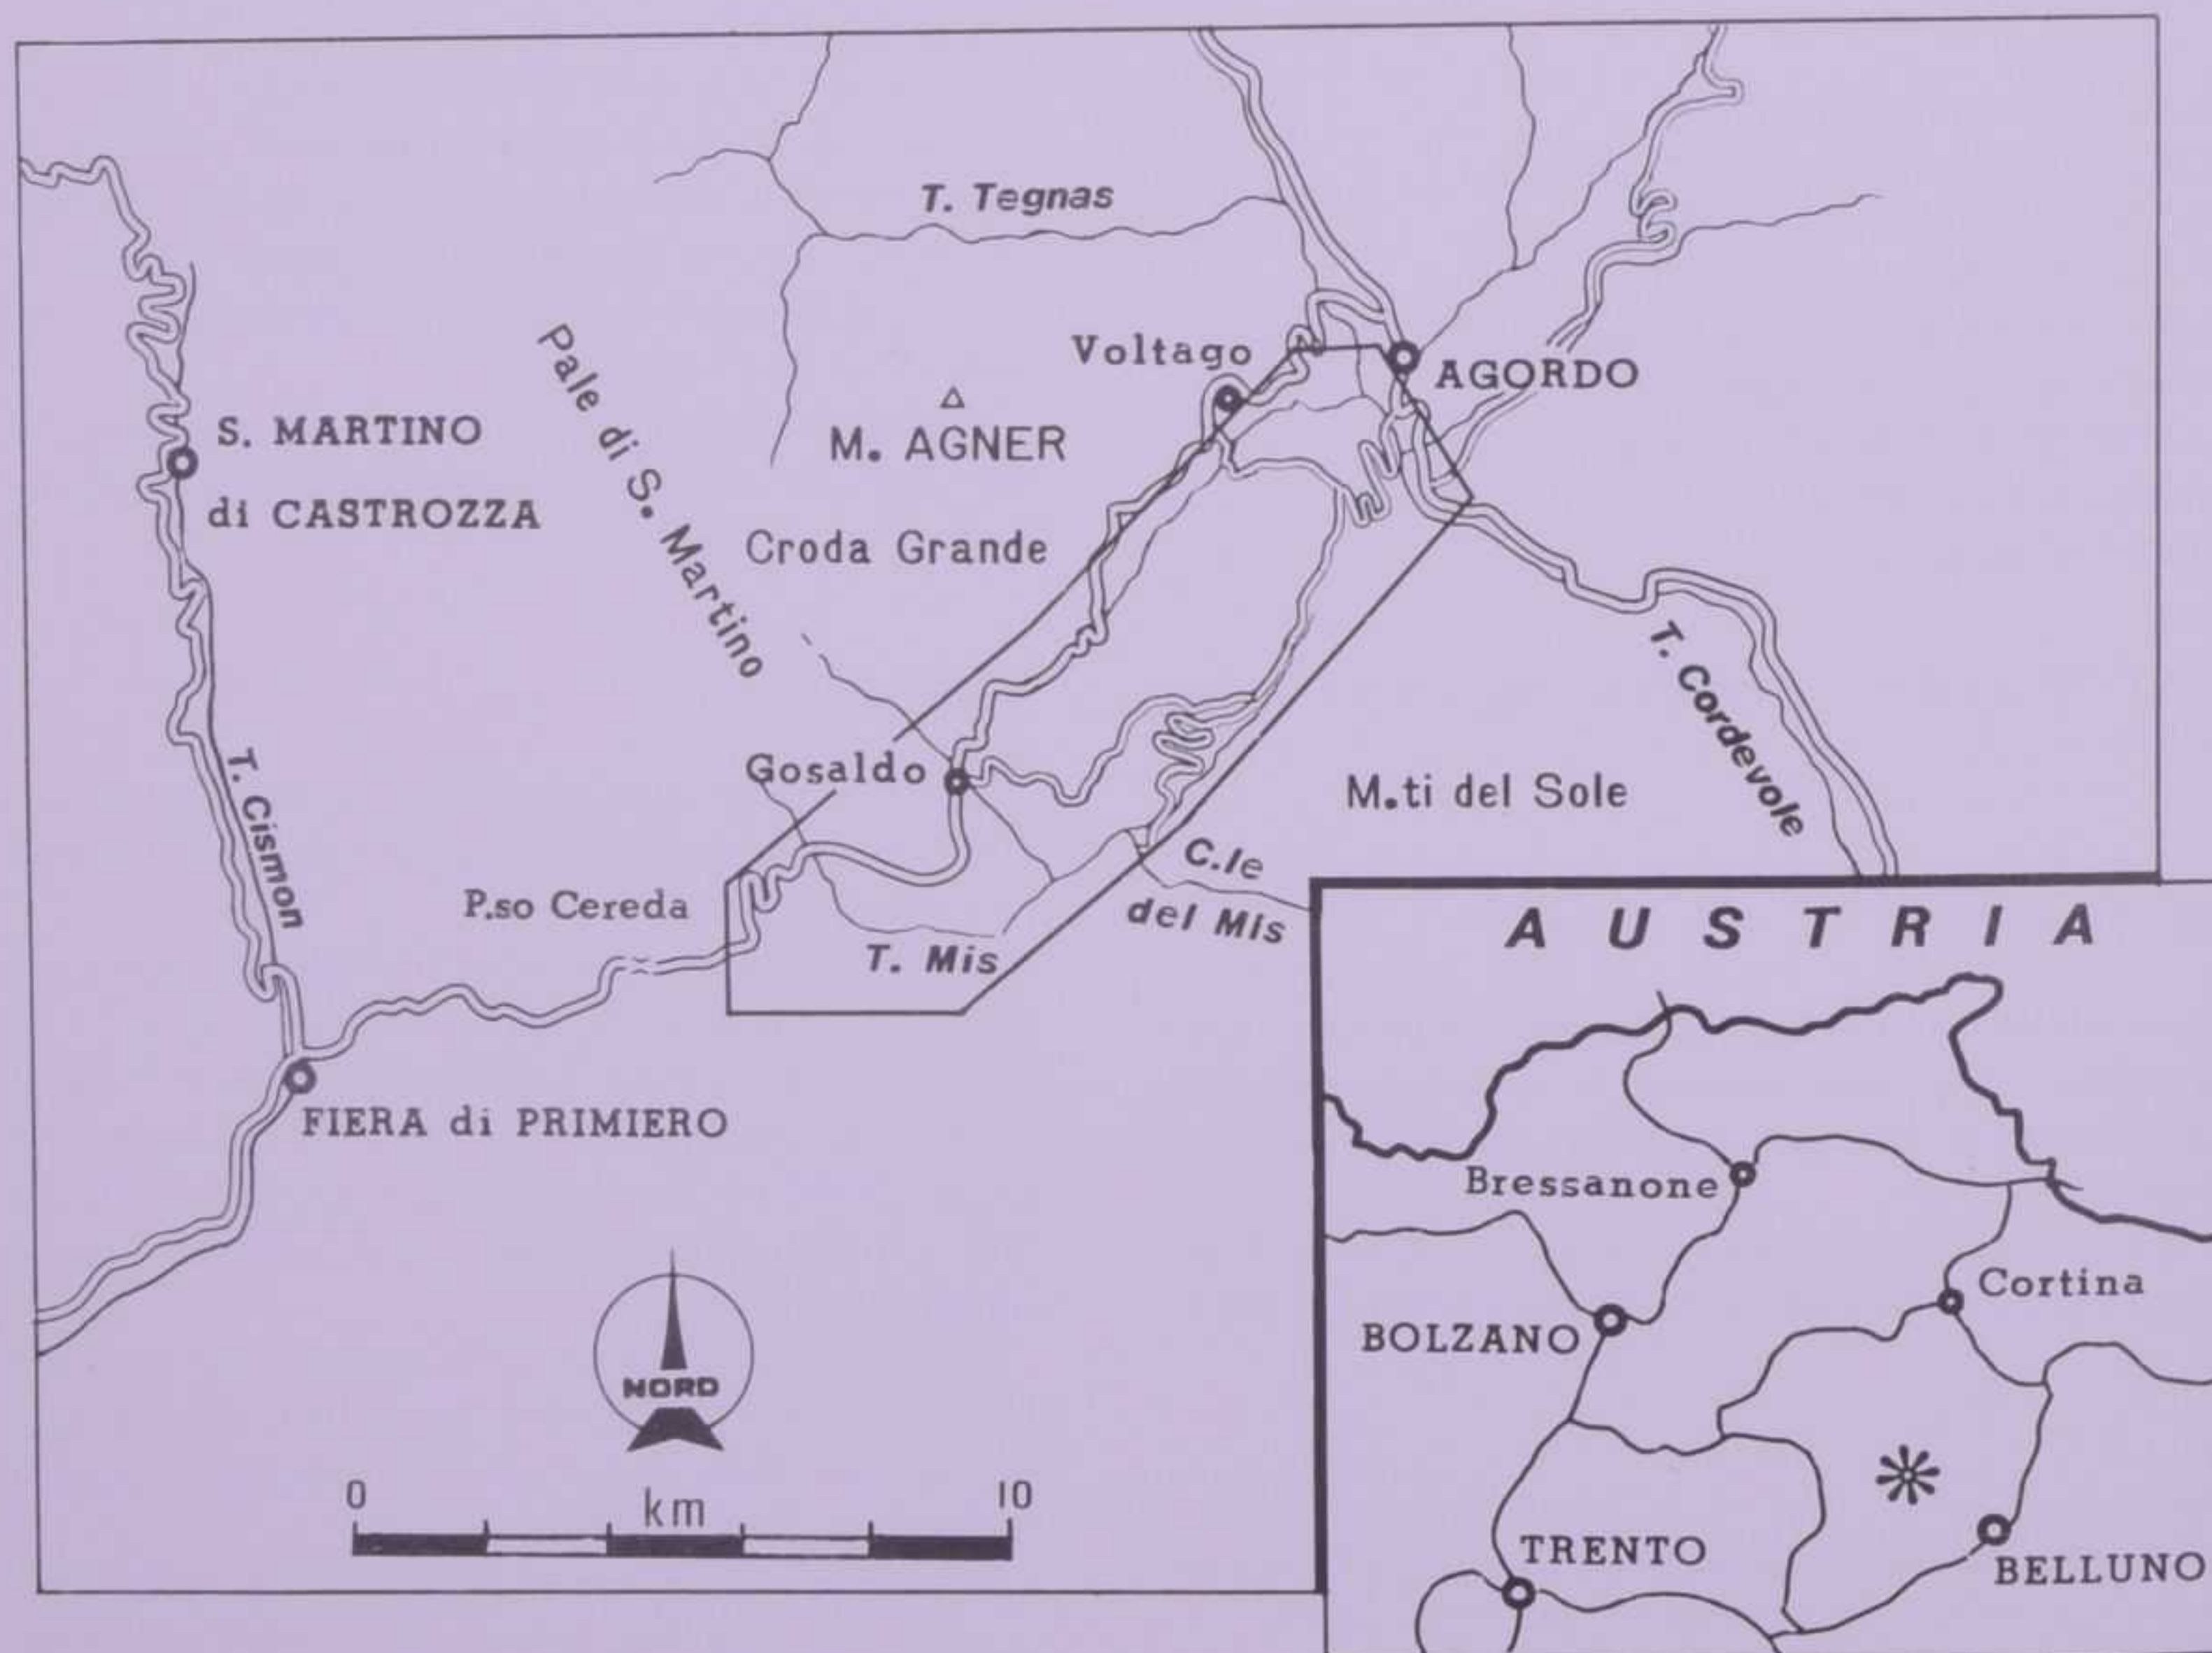 T. Tegnas
Voltago
AGORDO
S. MARTINO
di CASTROZZA
Pale di S. Martino
M. AGNER
Croda Grande
T. Cordevole
T. Cismon
Gosaldo
M.ti del Sole
C.le
del Mis
P.so Cereda
T. Mis
FIERA di PRIMIERO
NORD
0 km 10
AUSTRIA
Bressanone
Cortina
BOLZANO
TRENTO
BELLUNO